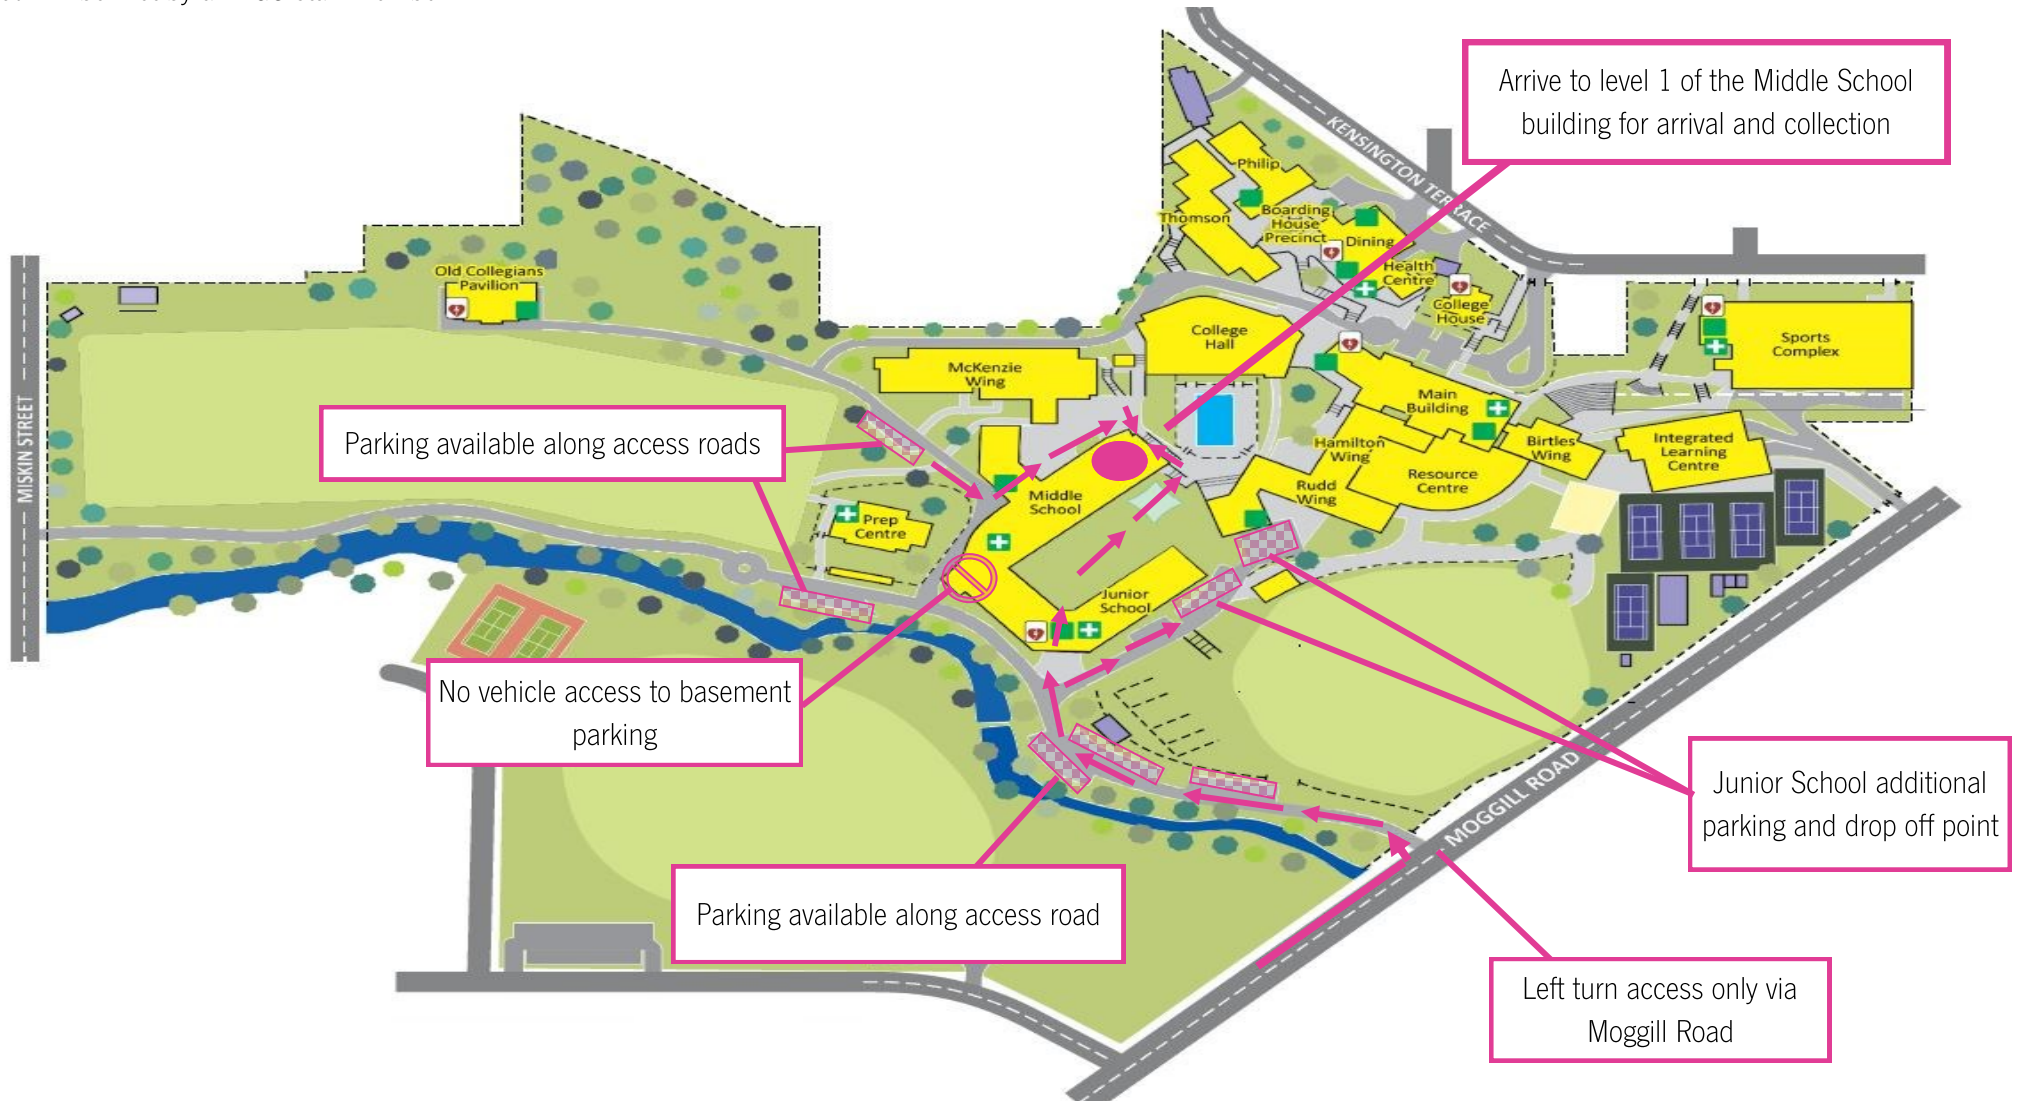 Arrive to level 1 of the Middle School
building for arrival and collection
KENSINGTON TERRACE
Philip
Thomson
Boarding
House
Precinct
Dining
Health
Centre
College
House
Old Collegians
Pavilion
College
Hall
Sports
Complex
McKenzie
Wing
Main
Building
MISKIN STREET
Parking available along access roads
Hamilton
Wing
Birtles
Wing
Integrated
Learning
Centre
Resource
Centre
Rudd
Wing
Middle
School
Prep
Centre
Junior
School
No vehicle access to basement
parking
MOGGILL ROAD
Junior School additional
parking and drop off point
Parking available along access road
Left turn access only via
Moggill Road